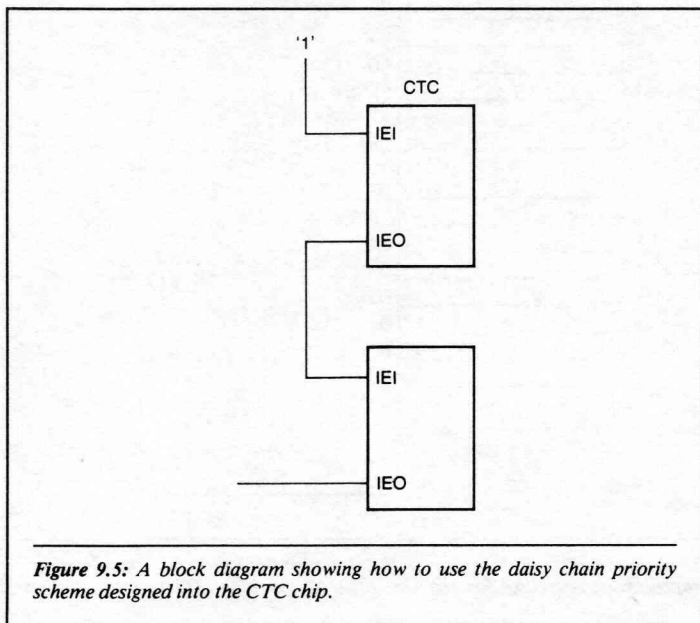 '1'
CTC
IEI
IEO
IEI
IEO
Figure 9.5: A block diagram showing how to use the daisy chain priority
scheme designed into the CTC chip.